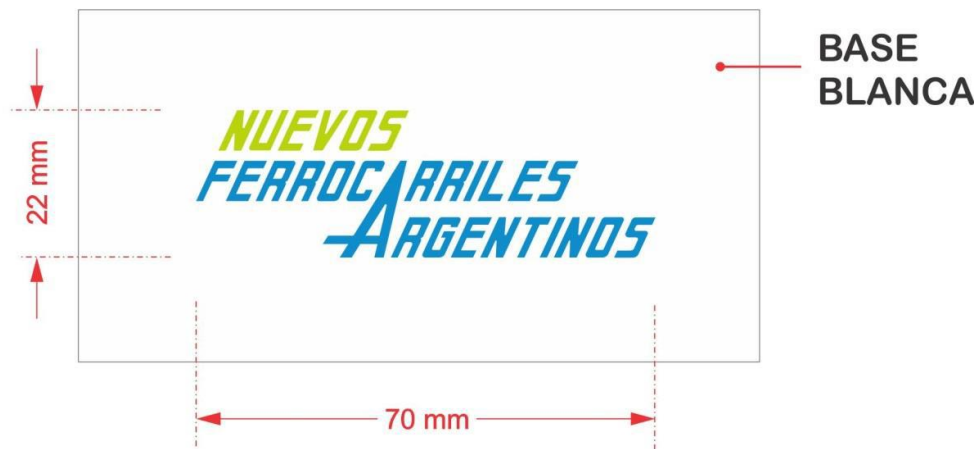 BASE
BLANCA
22 mm
NUEVOS
FERROCARRILES
ARGENTINOS
70 mm